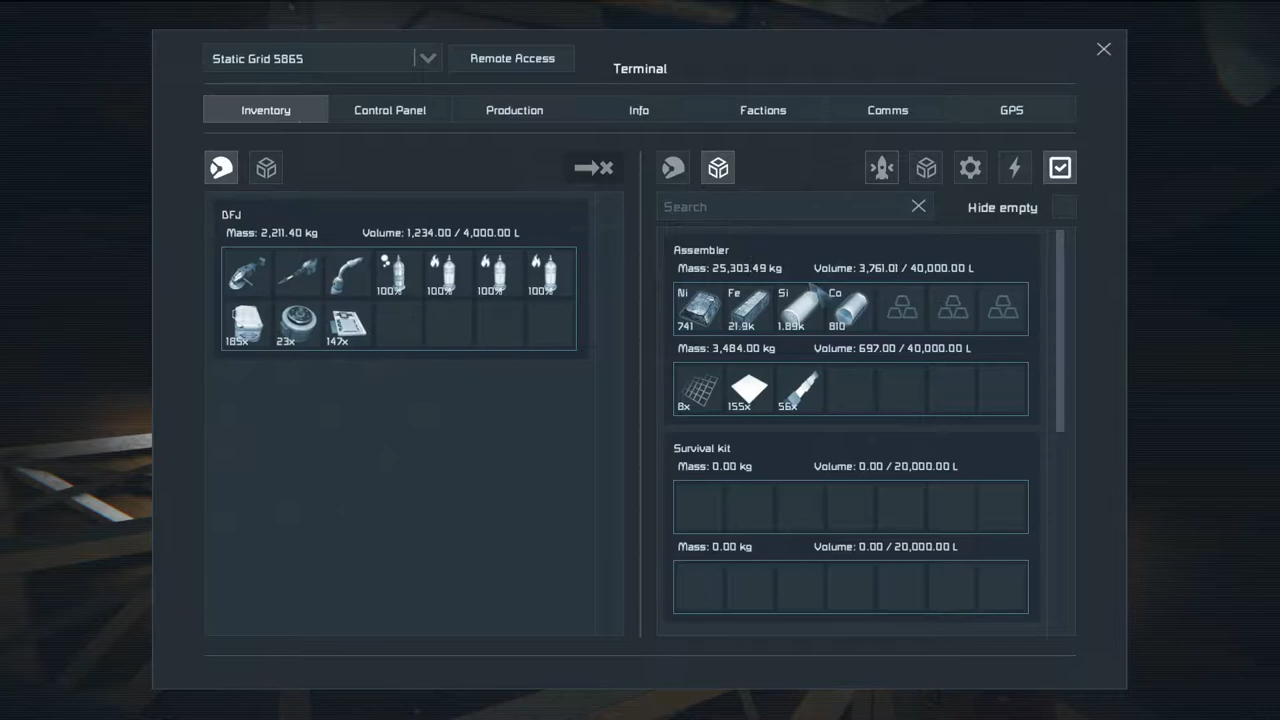 Static Grid 5865
Remote Access
Terminal
Inventory
Control Panel
Production
Info
Factions
Comms
GPS
BFJ
Mass: 2,211.40 kg
Volume: 1,234.00 / 4,000.00 L
100%
100%
100%
100%
185x
23x
147x
Search
Hide empty
Assembler
Mass: 25,303.49 kg
Volume: 3,761.01 / 40,000.00 L
Ni
Fe
Si
Co
741
21.9k
1.89k
810
Mass: 3,484.00 kg
Volume: 697.00 / 40,000.00 L
8x
155x
56x
Survival kit
Mass: 0.00 kg
Volume: 0.00 / 20,000.00 L
Mass: 0.00 kg
Volume: 0.00 / 20,000.00 L